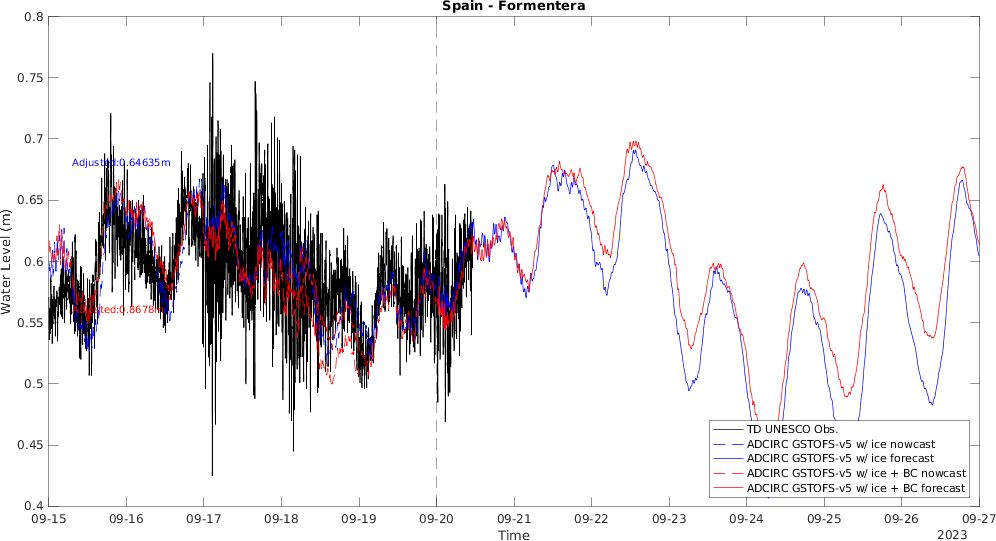 Spain - Formentera
0.8
0.75
0.7
0.65
0.6
0.55
0.5
0.45
0.4
Water Level (m)
Adjusted:0.64635m
Adjusted:0.8678m
TD UNESCO Obs.
ADCIRC GSTOFS-v5 w/ ice nowcast
ADCIRC GSTOFS-v5 w/ ice forecast
ADCIRC GSTOFS-v5 w/ ice + BC nowcast
ADCIRC GSTOFS-v5 w/ ice + BC forecast
09-15 09-16 09-17 09-18 09-19 09-20 09-21 09-22 09-23 09-24 09-25 09-26 09-27
Time
2023